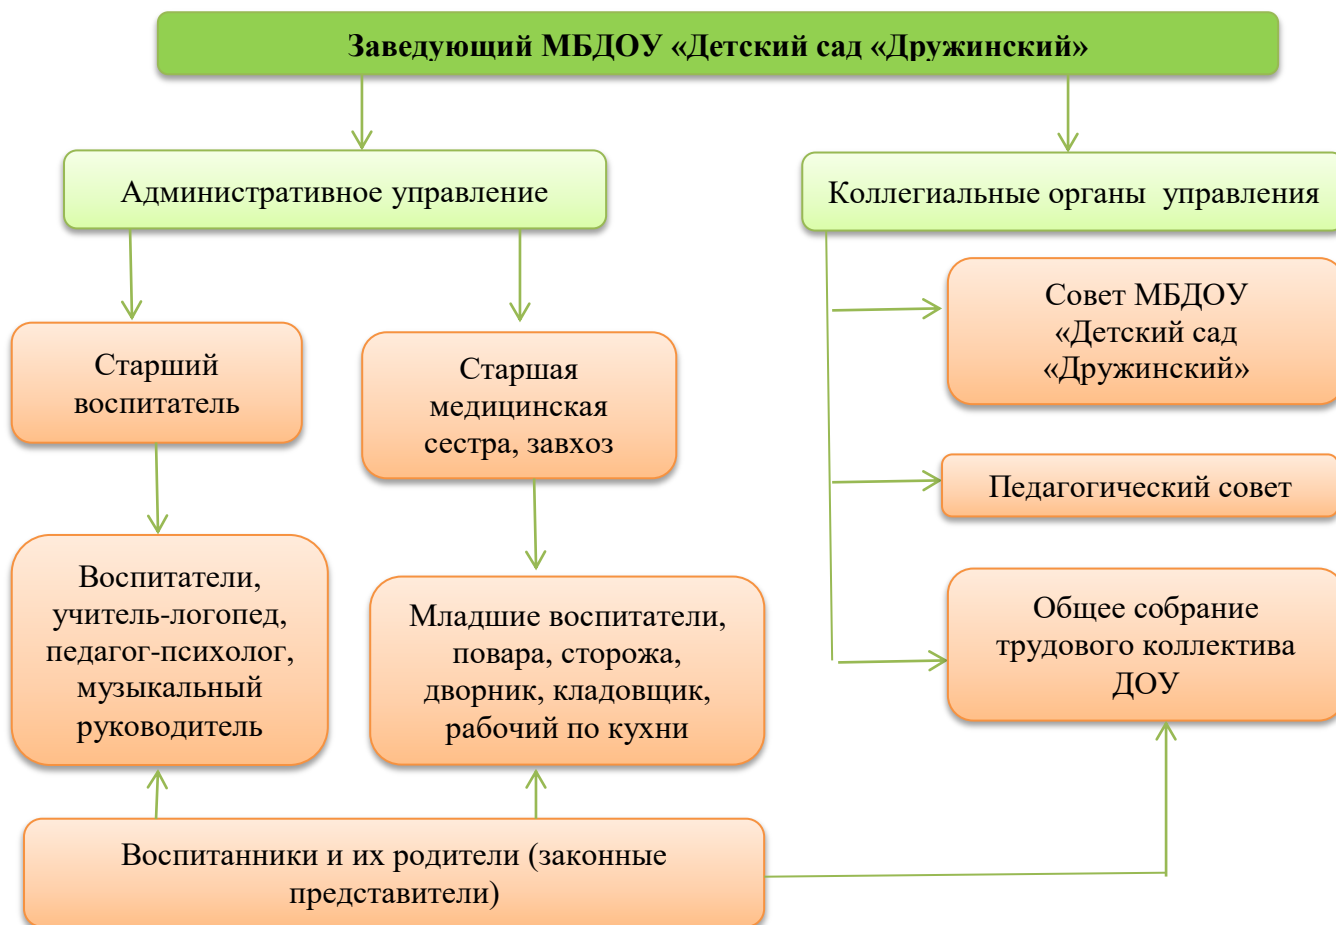 Заведующий МБДОУ «Детский сад «Дружинский»
Административное управление
Коллегиальные органы управления
Старший
воспитатель
Старшая
медицинская
сестра, завхоз
Совет МБДОУ
«Детский сад
«Дружинский»
Педагогический совет
Воспитатели,
учитель-логопед,
педагог-психолог,
музыкальный
руководитель
Младшие воспитатели,
повара, сторожа,
дворник, кладовщик,
рабочий по кухни
Общее собрание
трудового коллектива
ДОУ
Воспитанники и их родители (законные
представители)